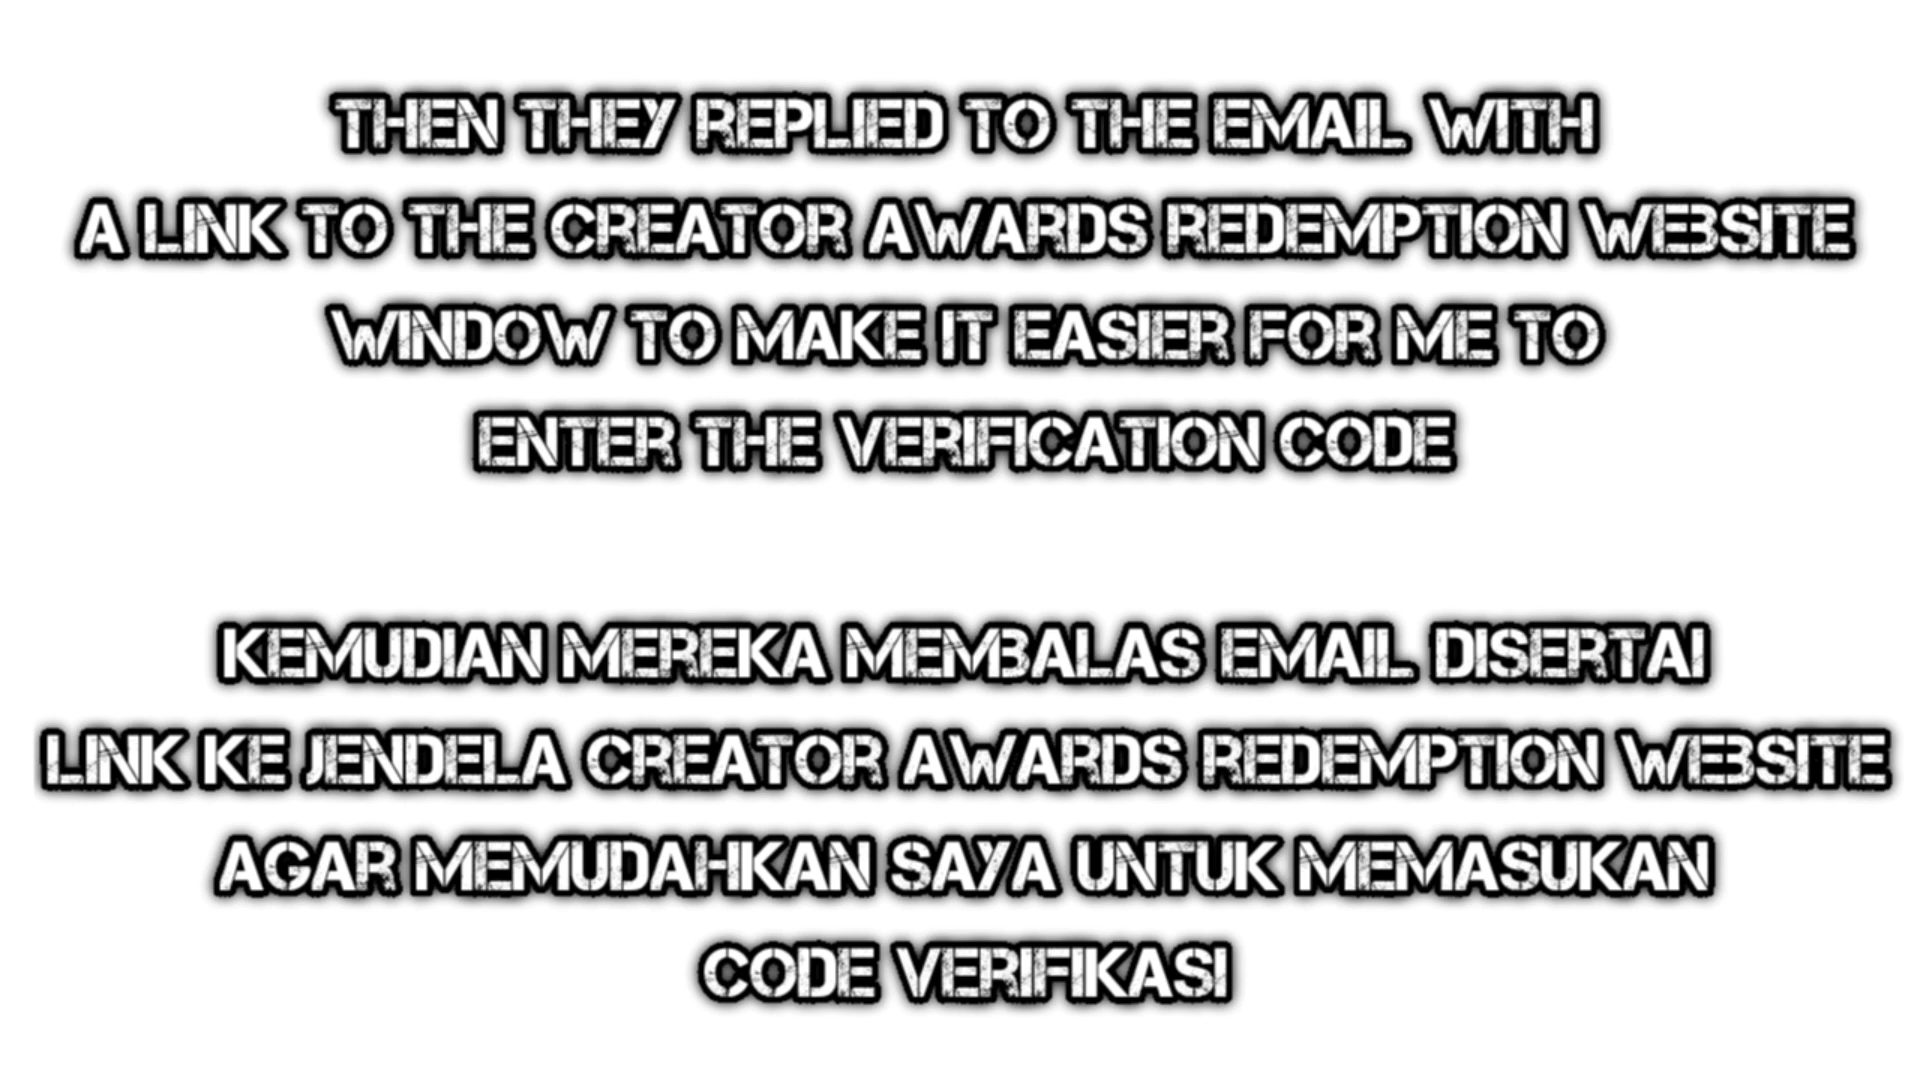 THEN THEY REPLIED TO THE EMAIL WITH
A LINK TO THE CREATOR AWARDS REDEMPTION WEBSITE
WINDOW TO MAKE IT EASIER FOR ME TO
ENTER THE VERIFICATION CODE
KEMUDIAN MEREKA MEMBALAS EMAIL DISERTAI
LINK KE JENDELA CREATOR AWARDS REDEMPTION WEBSITE
AGAR MEMUDAHKAN SAYA UNTUK MEMASUKAN
CODE VERIFIKASI